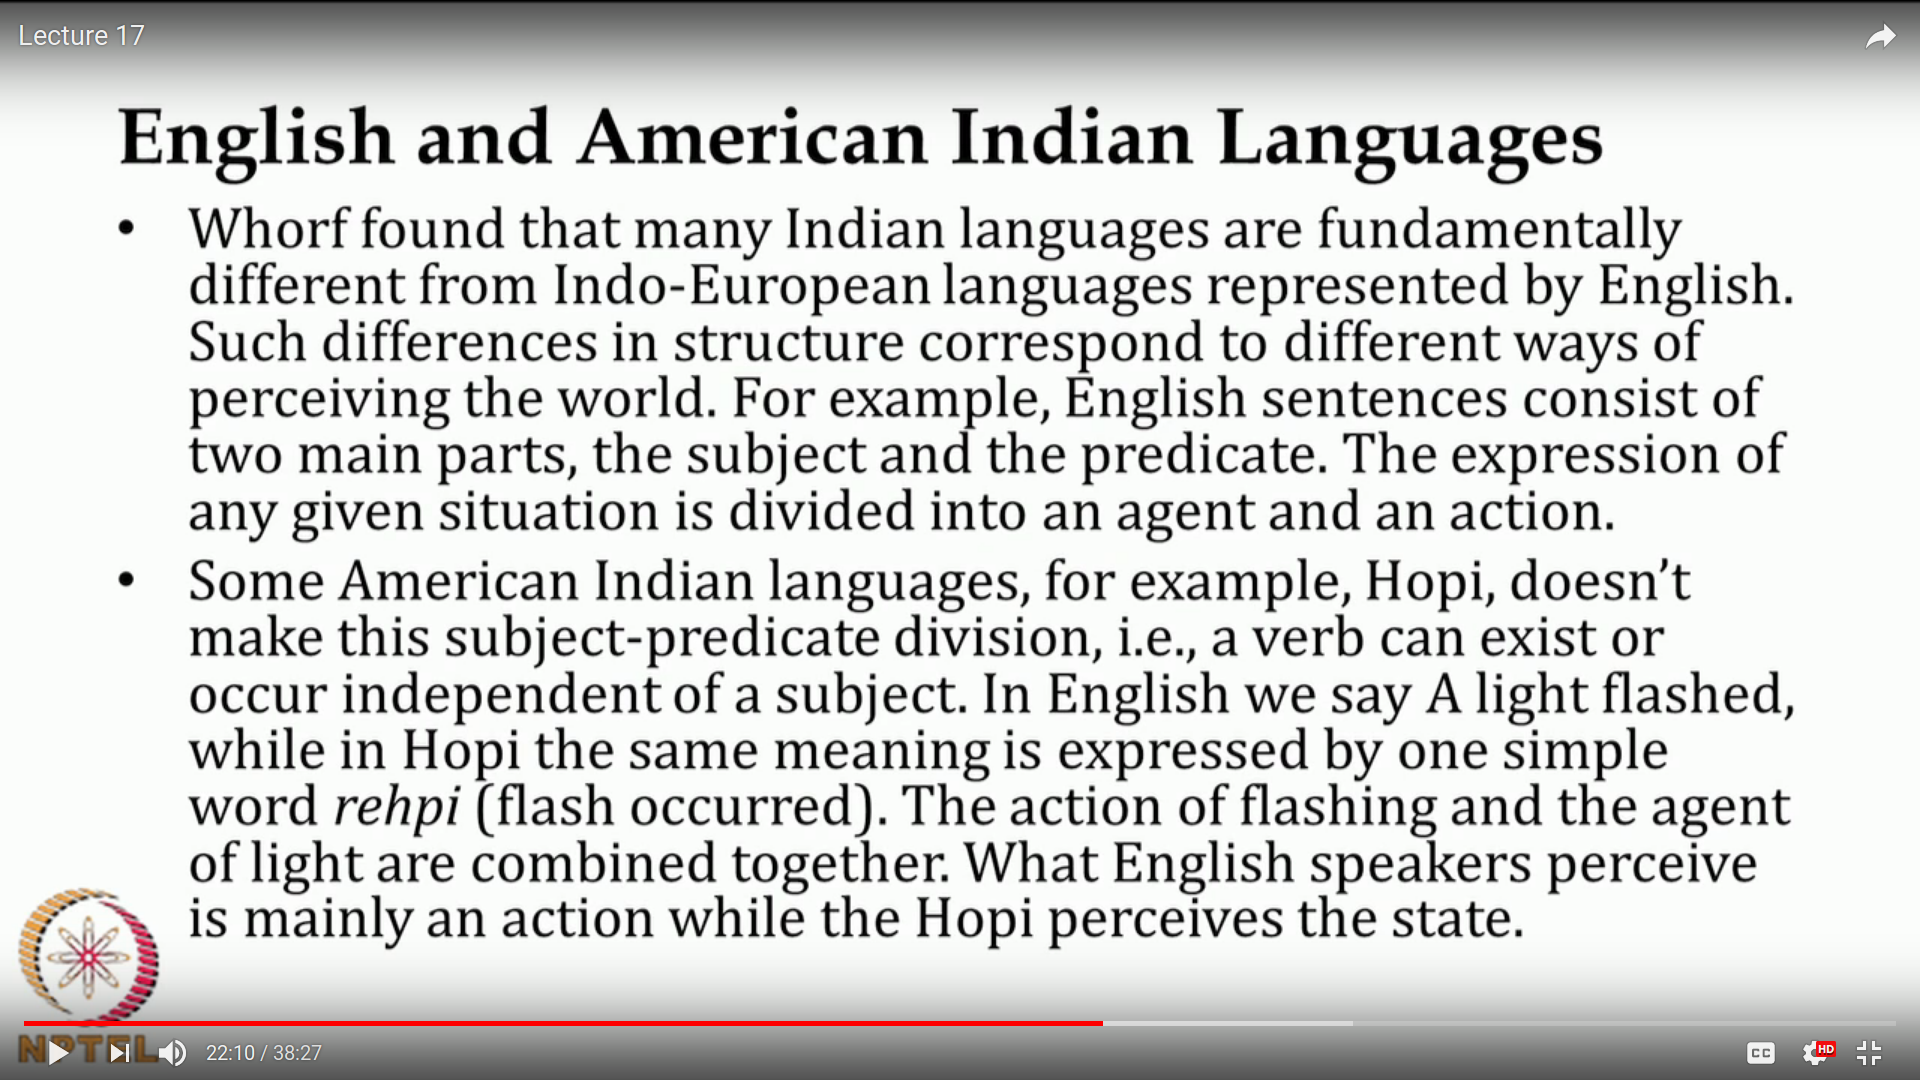 Lecture 17
English and American Indian Languages
• Whorf found that many Indian languages are fundamentally
different from Indo-European languages represented by English.
Such differences in structure correspond to different ways of
perceiving the world. For example, English sentences consist of
two main parts, the subject and the predicate. The expression of
any given situation is divided into an agent and an action.
• Some American Indian languages, for example, Hopi, doesn’t
make this subject-predicate division, i.e., a verb can exist or
occur independent of a subject. In English we say A light flashed,
while in Hopi the same meaning is expressed by one simple
word rehpi (flash occurred). The action of flashing and the agent
of light are combined together. What English speakers perceive
is mainly an action while the Hopi perceives the state.
NPTEL
22:10 / 38:27
CC
HD